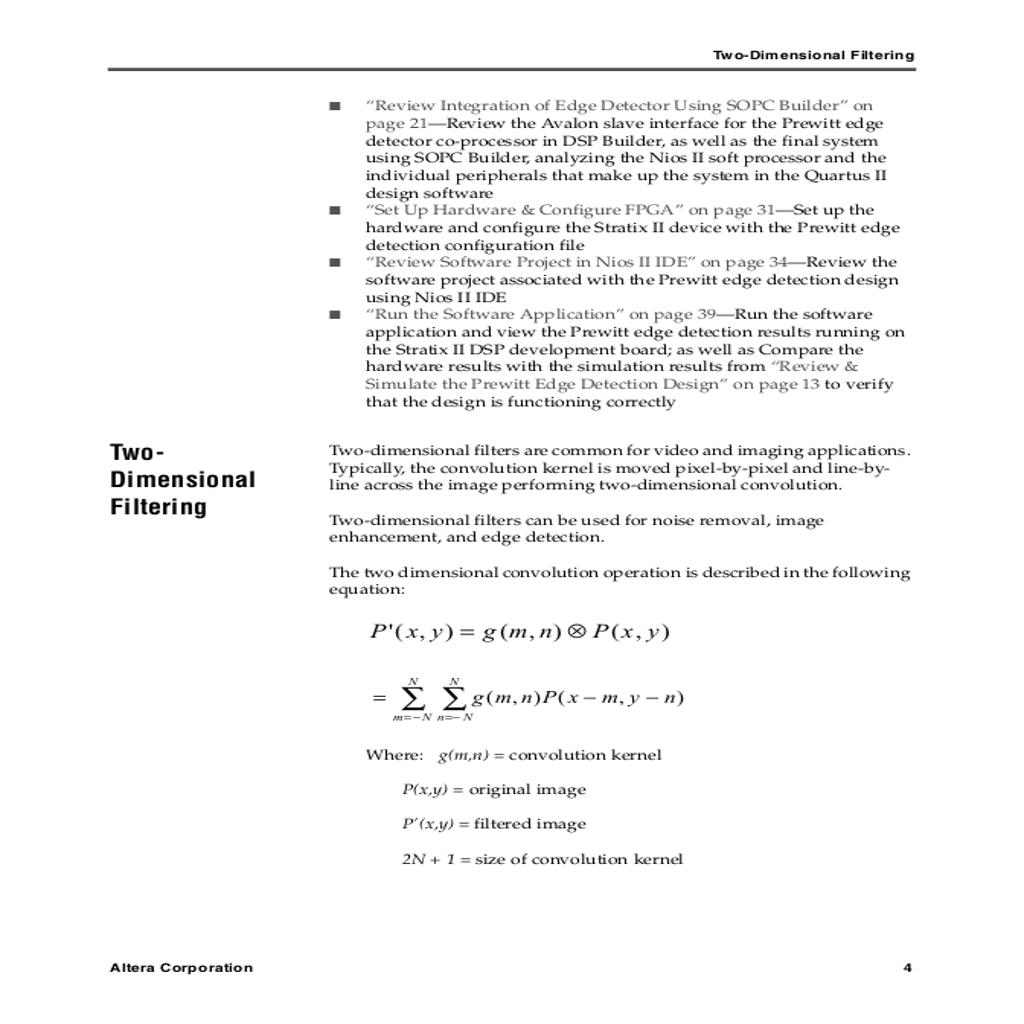 Two-Dimensional Filtering
■ “Review Integration of Edge Detector Using SOPC Builder” on
page 21—Review the Avalon slave interface for the Prewitt edge
detector co-processor in DSP Builder, as well as the final system
using SOPC Builder, analyzing the Nios II soft processor and the
individual peripherals that make up the system in the Quartus II
design software
■ “Set Up Hardware & Configure FPGA” on page 31—Set up the
hardware and configure the Stratix II device with the Prewitt edge
detection configuration file
■ “Review Software Project in Nios II IDE” on page 34—Review the
software project associated with the Prewitt edge detection design
using Nios II IDE
■ “Run the Software Application” on page 39—Run the software
application and view the Prewitt edge detection results running on
the Stratix II DSP development board; as well as Compare the
hardware results with the simulation results from “Review &
Simulate the Prewitt Edge Detection Design” on page 13 to verify
that the design is functioning correctly
Two-
Dimensional
Filtering
Two-dimensional filters are common for video and imaging applications.
Typically, the convolution kernel is moved pixel-by-pixel and line-by-
line across the image performing two-dimensional convolution.
Two-dimensional filters can be used for noise removal, image
enhancement, and edge detection.
The two dimensional convolution operation is described in the following
equation:
P'(x, y) = g(m, n) ⊗ P(x, y)
N N
= ∑ ∑ g(m, n)P(x − m, y − n)
m=−N n=−N
Where: g(m,n) = convolution kernel
P(x,y) = original image
P′(x,y) = filtered image
2N + 1 = size of convolution kernel
Altera Corporation 4